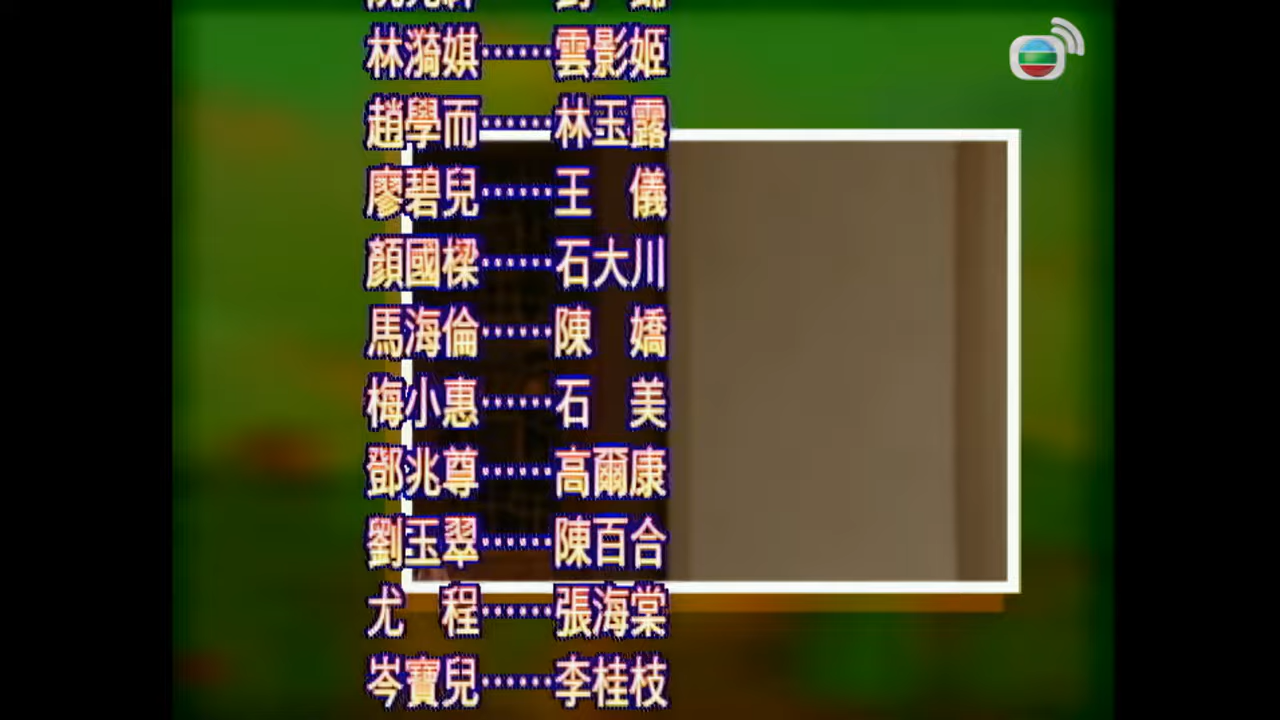 林漪娸……雲影姬
趙學而……林玉露
廖碧兒……王　儀
顏國樑……石大川
馬海倫……陳　嬌
梅小惠……石　美
鄧兆尊……高爾康
劉玉翠……陳百合
尤　程……張海棠
岑寶兒……李桂枝